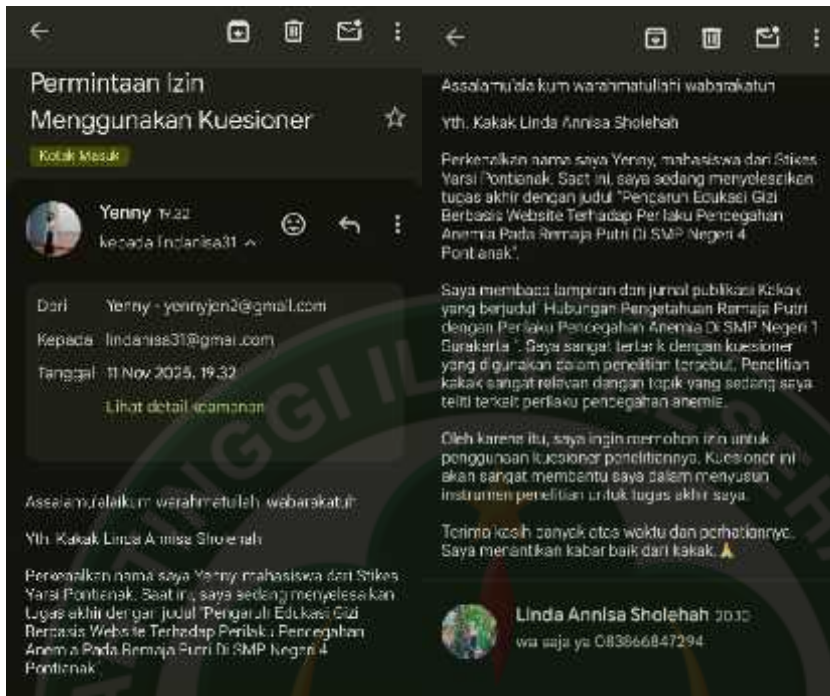 Permintaan Izin
Menggunakan Kuesioner
Kotak Masuk
Yenny 19.32
kepada lindanisa31
Dari Yenny - yennyjen2@gmail.com
Kepada lindanisa31@gmail.com
Tanggal 11 Nov 2025, 19.32
Lihat detail keamanan
Assalamu'alaikum warahmatullahi wabarakatuh
Yth. Kakak Linda Annisa Sholehah
Perkenalkan nama saya Yenny, mahasiswa dari Stikes
Yarsi Pontianak. Saat ini, saya sedang menyelesaikan
tugas akhir dengan judul "Pengaruh Edukasi Gizi
Berbasis Website Terhadap Perilaku Pencegahan
Anemia Pada Remaja Putri Di SMP Negeri 4
Pontianak"
Assalamu'alaikum warahmatullahi wabarakatuh
Yth. Kakak Linda Annisa Sholehah
Perkenalkan nama saya Yenny, mahasiswa dari Stikes
Yarsi Pontianak. Saat ini, saya sedang menyelesaikan
tugas akhir dengan judul "Pengaruh Edukasi Gizi
Berbasis Website Terhadap Perilaku Pencegahan
Anemia Pada Remaja Putri Di SMP Negeri 4
Pontianak".
Saya membaca lampiran dan jurnal publikasi Kakak
yang berjudul "Hubungan Pengetahuan Remaja Putri
dengan Perilaku Pencegahan Anemia Di SMP Negeri 1
Surakarta". Saya sangat tertarik dengan kuesioner
yang digunakan dalam penelitian tersebut. Penelitian
kakak sangat relevan dengan topik yang sedang saya
teliti terkait perilaku pencegahan anemia.
Oleh karena itu, saya ingin memohon izin untuk
penggunaan kuesioner penelitiannya. Kuesioner ini
akan sangat membantu saya dalam menyusun
instrumen penelitian untuk tugas akhir saya.
Terima kasih banyak atas waktu dan perhatiannya.
Saya menantikan kabar baik dari kakak. 🙏
Linda Annisa Sholehah 20.10
wa saja ya 083866847294